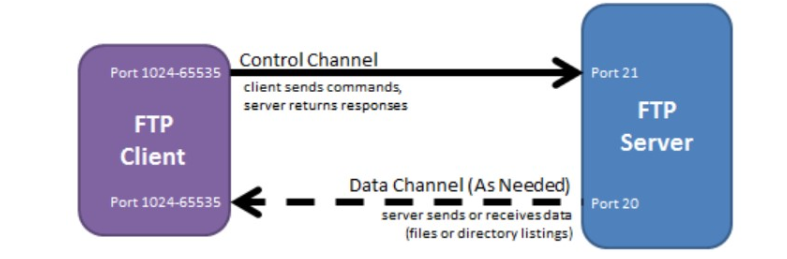 Control Channel
Port 1024-65535
Port 21
client sends commands,
server returns responses
FTP
Client
FTP
Server
Data Channel (As Needed)
Port 1024-65535
Port 20
server sends or receives data
(files or directory listings)